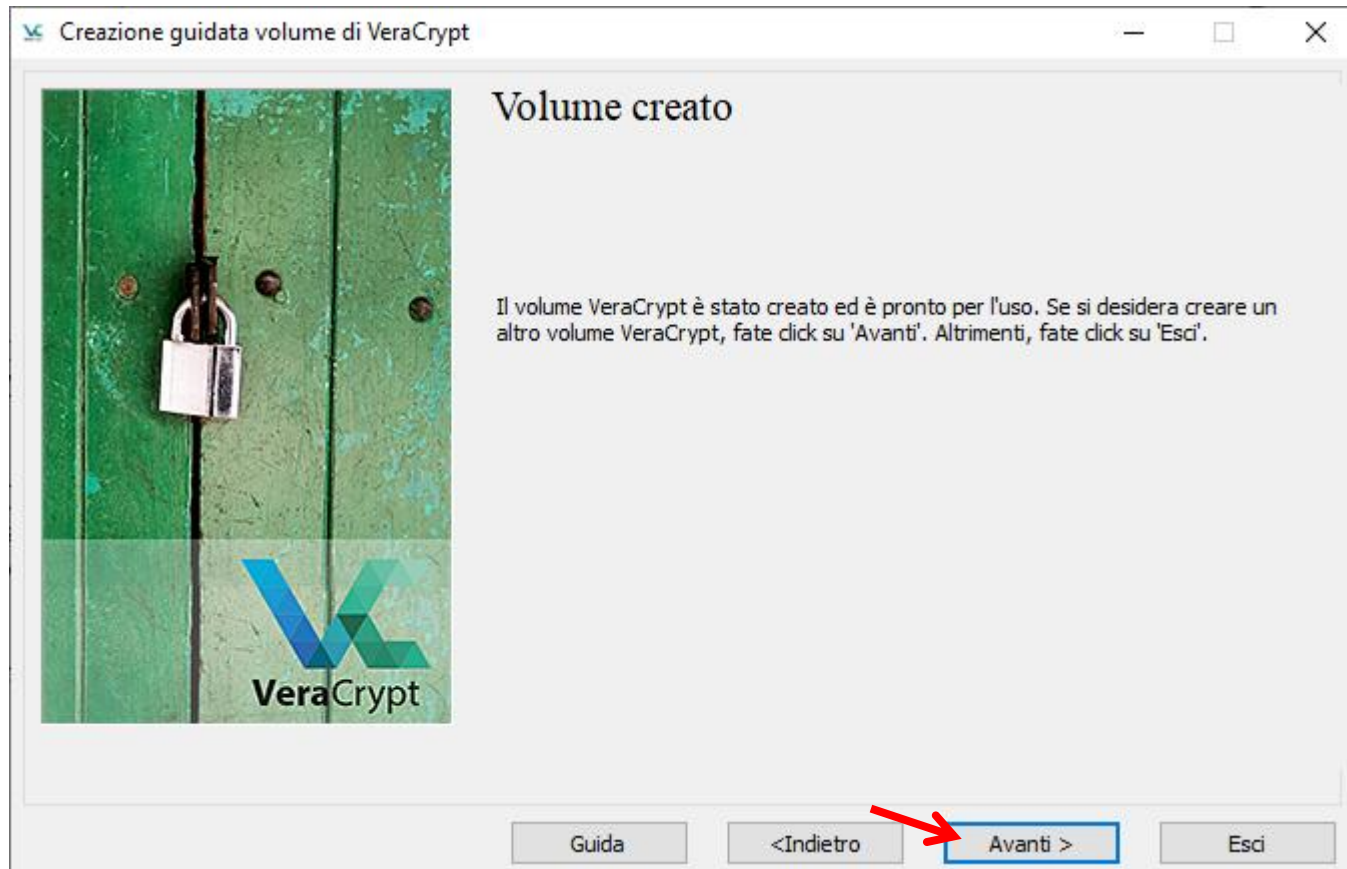 Creazione guidata volume di VeraCrypt
Volume creato
Il volume VeraCrypt è stato creato ed è pronto per l'uso. Se si desidera creare un
altro volume VeraCrypt, fate click su 'Avanti'. Altrimenti, fate click su 'Esci'.
VeraCrypt
Guida
<Indietro
Avanti >
Esci